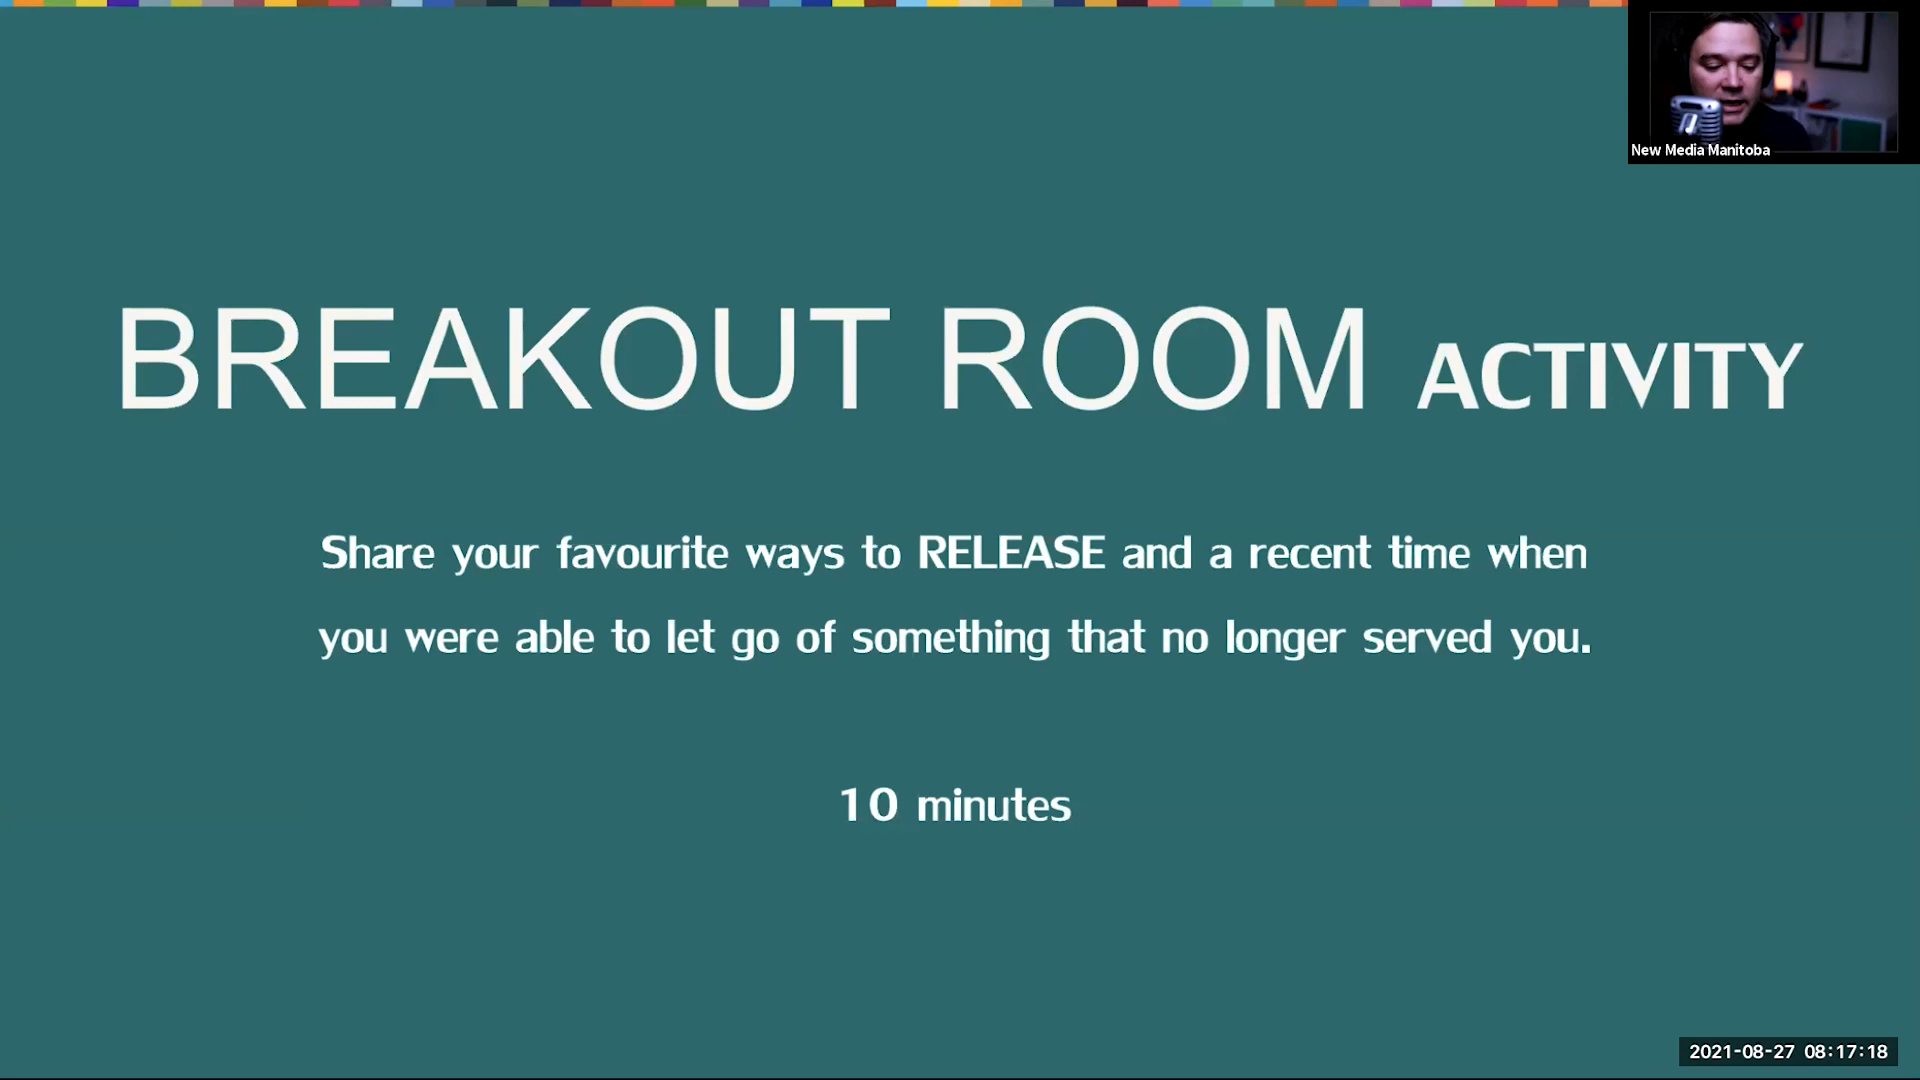 New Media Manitoba
BREAKOUT ROOM ACTIVITY
Share your favourite ways to RELEASE and a recent time when
you were able to let go of something that no longer served you.
10 minutes
2021-08-27 08:17:18